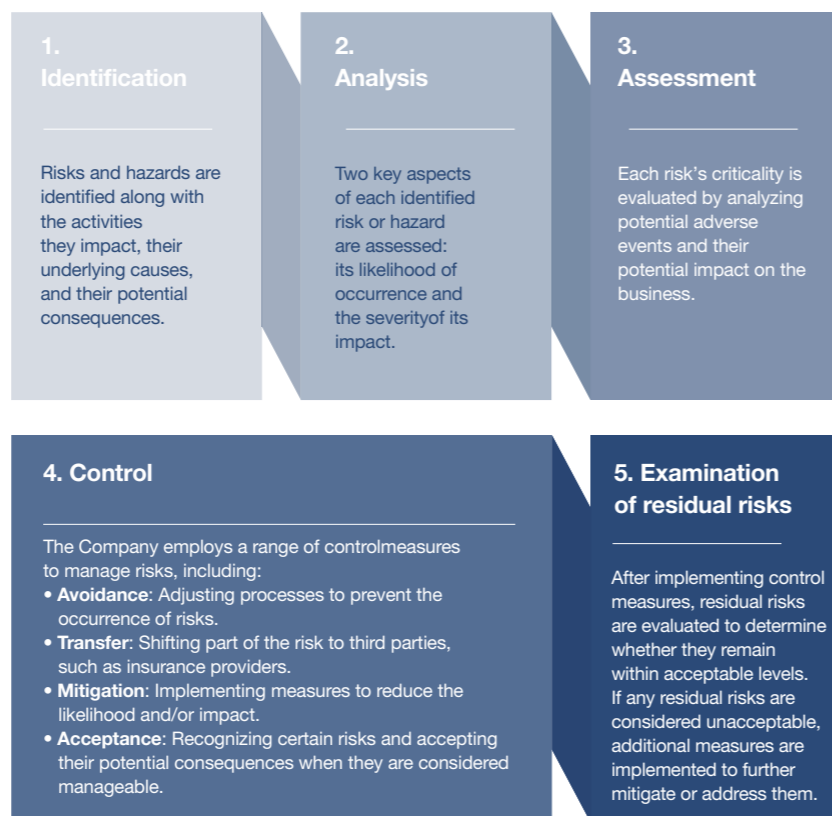 1.
Identification
Risks and hazards are
identified along with
the activities
they impact, their
underlying causes,
and their potential
consequences.
2.
Analysis
Two key aspects
of each identified
risk or hazard
are assessed:
its likelihood of
occurrence and
the severityof its
impact.
3.
Assessment
Each risk’s criticality is
evaluated by analyzing
potential adverse
events and their
potential impact on the
business.
4. Control
The Company employs a range of controlmeasures
to manage risks, including:
• Avoidance: Adjusting processes to prevent the
occurrence of risks.
• Transfer: Shifting part of the risk to third parties,
such as insurance providers.
• Mitigation: Implementing measures to reduce the
likelihood and/or impact.
• Acceptance: Recognizing certain risks and accepting
their potential consequences when they are considered
manageable.
5. Examination
of residual risks
After implementing control
measures, residual risks
are evaluated to determine
whether they remain
within acceptable levels.
If any residual risks are
considered unacceptable,
additional measures are
implemented to further
mitigate or address them.